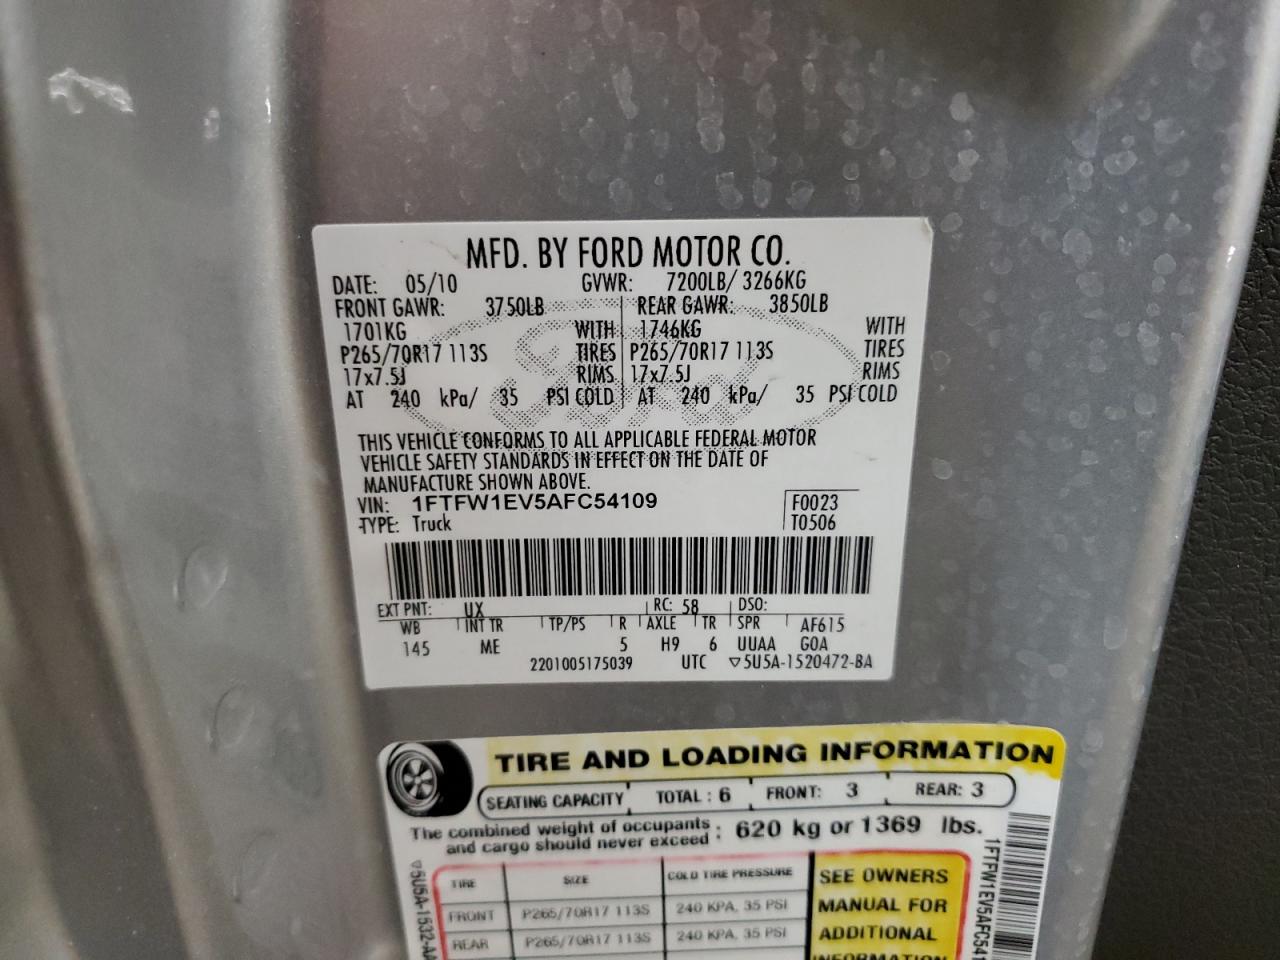 MFD. BY FORD MOTOR CO.
DATE: 05/10 GVWR: 7200LB/ 3266KG
FRONT GAWR: 3750LB REAR GAWR: 3850LB
1701KG WITH 1746KG WITH
P265/70R17 113S TIRES P265/70R17 113S TIRES
17x7.5J RIMS 17x7.5J RIMS
AT 240 kPa/ 35 PSI COLD AT 240 kPa/ 35 PSI COLD
THIS VEHICLE CONFORMS TO ALL APPLICABLE FEDERAL MOTOR
VEHICLE SAFETY STANDARDS IN EFFECT ON THE DATE OF
MANUFACTURE SHOWN ABOVE.
VIN: 1FTFW1EV5AFC54109 F0023
TYPE: Truck T0506
EXT PNT: UX RC: 58 DSO:
WB INT TR TP/PS R AXLE TR SPR AF615
145 ME 5 H9 6 UUAA GOA
2201005175039 UTC ▽5U5A-1520472-BA
TIRE AND LOADING INFORMATION
SEATING CAPACITY TOTAL : 6 FRONT: 3 REAR: 3
The combined weight of occupants
and cargo should never exceed : 620 kg or 1369 lbs.
TIRE SIZE COLD TIRE PRESSURE
FRONT P265/70R17 113S 240 KPA, 35 PSI
REAR P265/70R17 113S 240 KPA, 35 PSI
SEE OWNERS
MANUAL FOR
ADDITIONAL
INFORMATION
▽5U5A-1532-AA
1FTFW1EV5AFC541